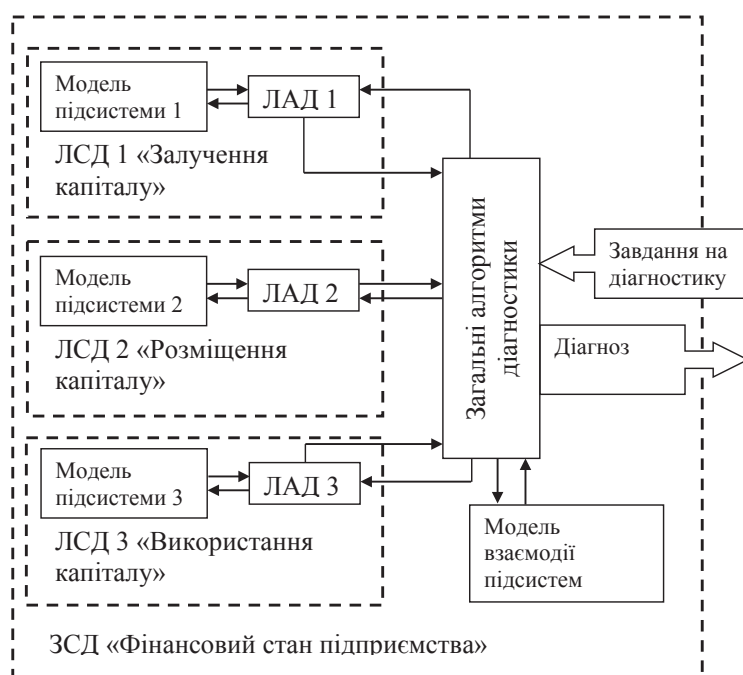 Модель
підсистеми 1
ЛАД 1
ЛСД 1 «Залучення
капіталу»
Модель
підсистеми 2
ЛАД 2
ЛСД 2 «Розміщення
капіталу»
Модель
підсистеми 3
ЛАД 3
ЛСД 3 «Використання
капіталу»
Загальні алгоритми
діагностики
Завдання на
діагностику
Діагноз
Модель
взаємодії
підсистем
ЗСД «Фінансовий стан підприємства»